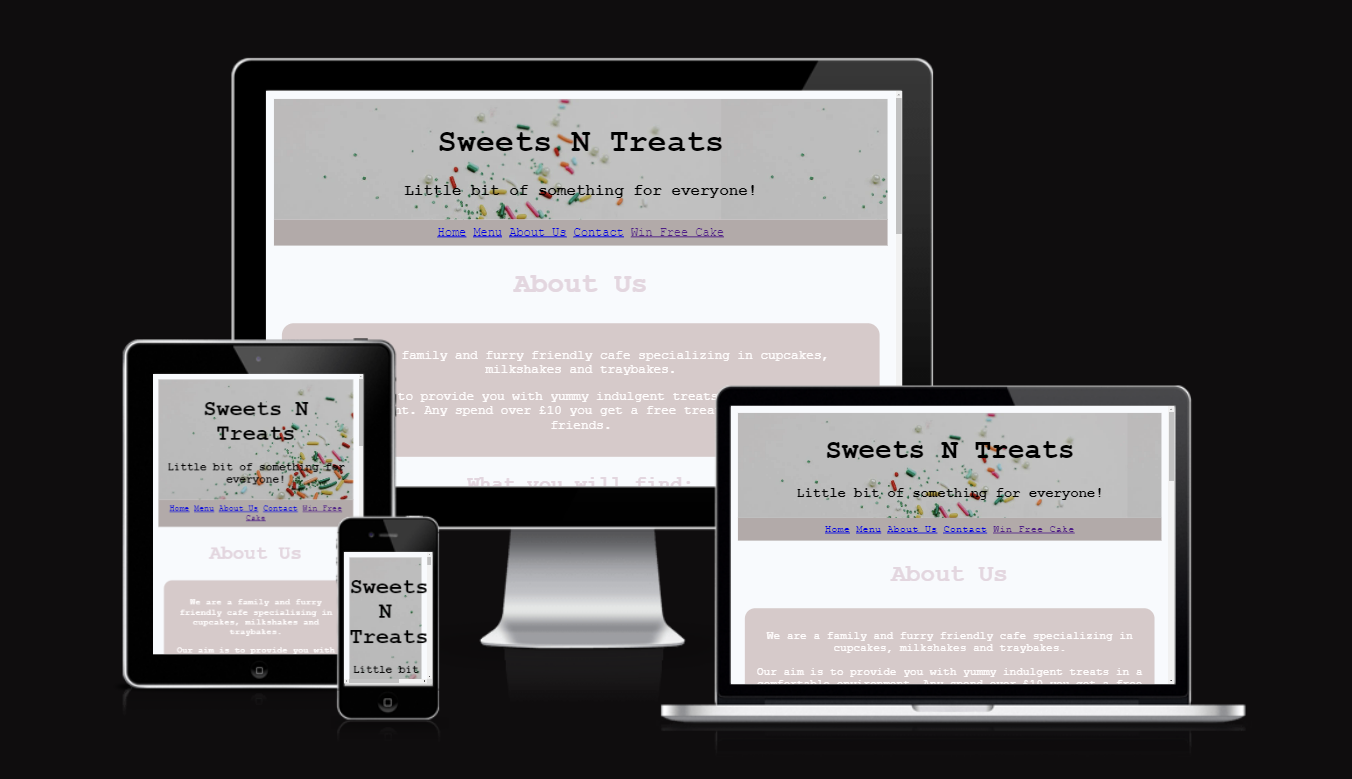 Sweets N Treats
Little bit of something for everyone!
Home Menu About Us Contact Win Free Cake
About Us
family and furry friendly cafe specializing in cupcakes,
milkshakes and traybakes.
to provide you with yummy indulgent treats
Any spend over £10 you get a free
friends.
What you will find:
Sweets N
Treats
Little bit of something for
everyone!
Home Menu About Us Contact Win Free
Cake
About Us
We are a family and furry
friendly cafe specializing in
cupcakes, milkshakes and
traybakes.
Our aim is to provide you with
Sweets
N
Treats
Little bit
Sweets N Treats
Little bit of something for everyone!
Home Menu About Us Contact Win Free Cake
About Us
We are a family and furry friendly cafe specializing in
cupcakes, milkshakes and traybakes.
Our aim is to provide you with yummy indulgent treats in a